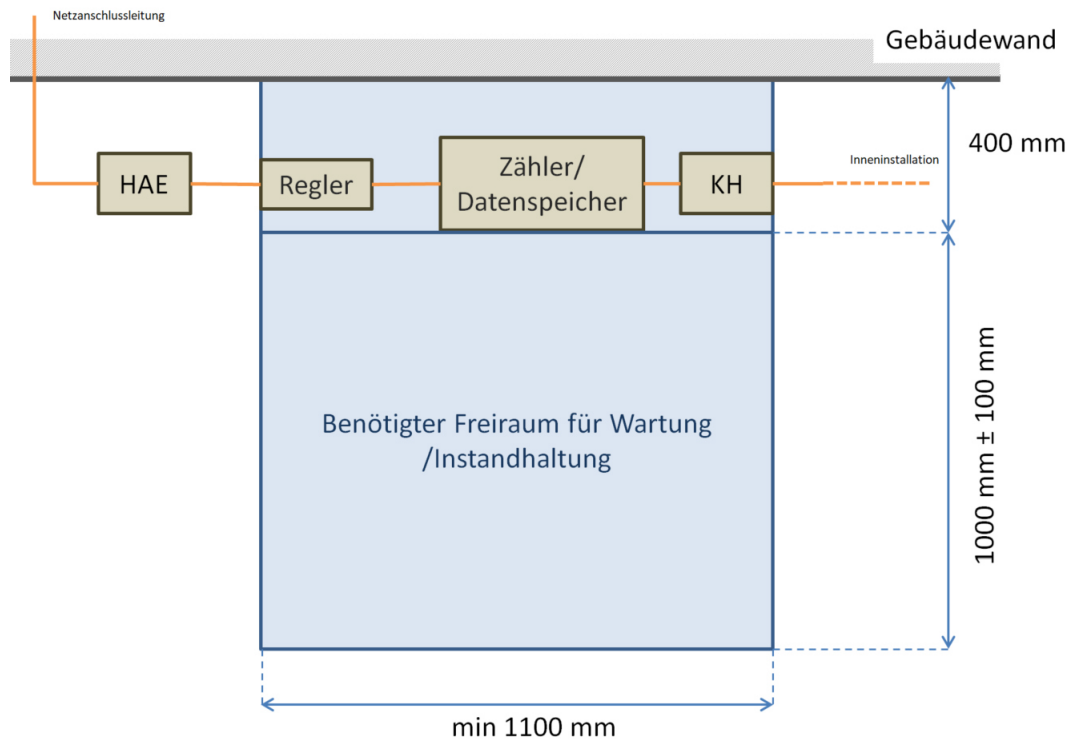 Netzanschlussleitung
Gebäudewand
400 mm
HAE
Regler
Zähler/
Datenspeicher
KH
Inneninstallation
Benötigter Freiraum für Wartung
/Instandhaltung
1000 mm ± 100 mm
min 1100 mm